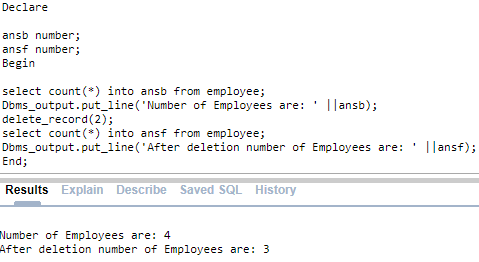 Declare
ansb number;
ansf number;
Begin
select count(*) into ansb from employee;
Dbms_output.put_line('Number of Employees are: ' ||ansb);
delete_record(2);
select count(*) into ansf from employee;
Dbms_output.put_line('After deletion number of Employees are: ' ||ansf);
End;
Results Explain Describe Saved SQL History
Number of Employees are: 4
After deletion number of Employees are: 3